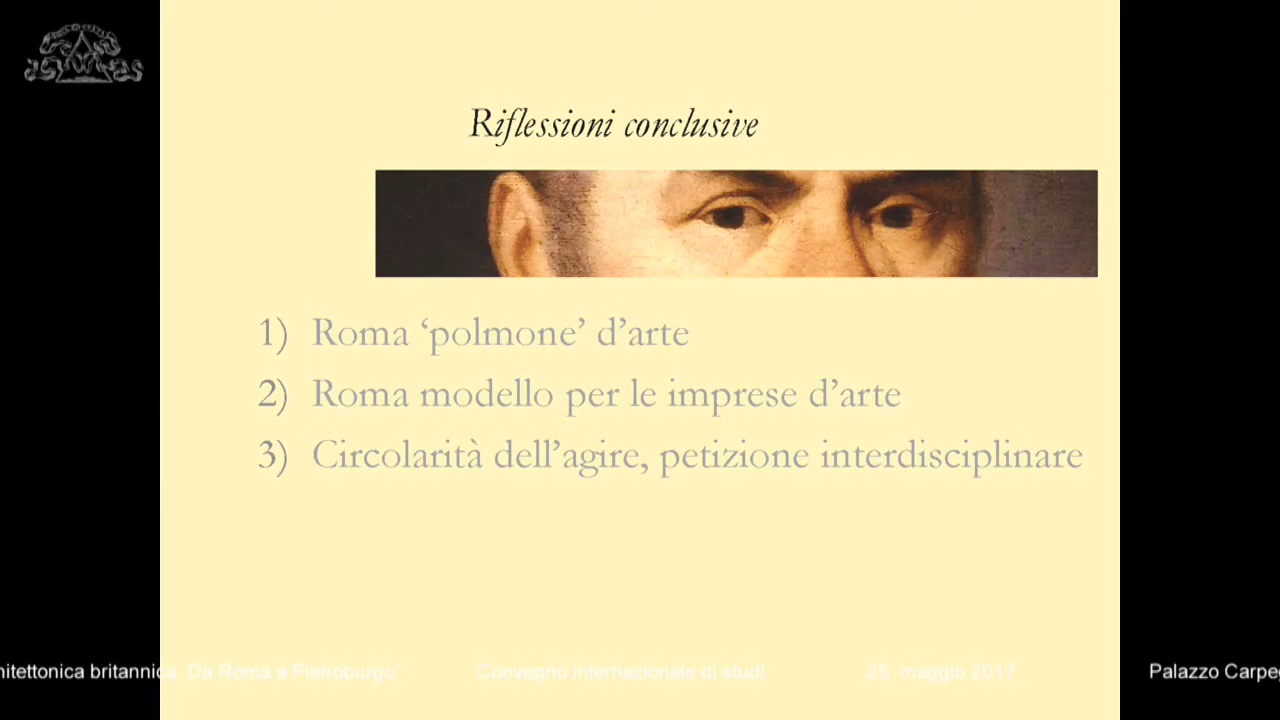 Riflessioni conclusive
1) Roma ‘polmone’ d’arte
2) Roma modello per le imprese d’arte
3) Circolarità dell’agire, petizione interdisciplinare
hitettonica britannica. Da Roma a Pietroburgo" Convegno internazionale di studi 25. maggio 2017 Palazzo Carpeg